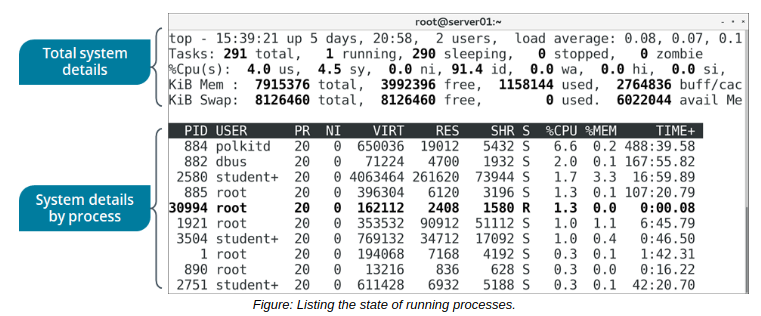 root@server01:~
Total system details
top - 15:39:21 up 5 days, 20:58, 2 users, load average: 0.08, 0.07, 0.1
Tasks: 291 total, 1 running, 290 sleeping, 0 stopped, 0 zombie
%Cpu(s): 4.0 us, 4.5 sy, 0.0 ni, 91.4 id, 0.0 wa, 0.0 hi, 0.0 si,
KiB Mem : 7915376 total, 3992396 free, 1158144 used, 2764836 buff/cac
KiB Swap: 8126460 total, 8126460 free, 0 used. 6022044 avail Me
System details by process
PID USER PR NI VIRT RES SHR S %CPU %MEM TIME+
884 polkitd 20 0 650036 19012 5432 S 6.6 0.2 488:39.58
882 dbus 20 0 71224 4700 1932 S 2.0 0.1 167:55.82
2580 student+ 20 0 4063464 261620 73944 S 1.7 3.3 16:59.89
885 root 20 0 396304 6120 3196 S 1.3 0.1 107:20.79
30994 root 20 0 162112 2408 1580 R 1.3 0.0 0:00.08
1921 root 20 0 353532 90912 51112 S 1.0 1.1 6:45.79
3504 student+ 20 0 769132 34712 17092 S 1.0 0.4 0:46.50
1 root 20 0 194068 7168 4192 S 0.3 0.1 1:42.31
890 root 20 0 13216 836 628 S 0.3 0.0 0:16.22
2751 student+ 20 0 611428 6932 5188 S 0.3 0.1 42:20.70
Figure: Listing the state of running processes.